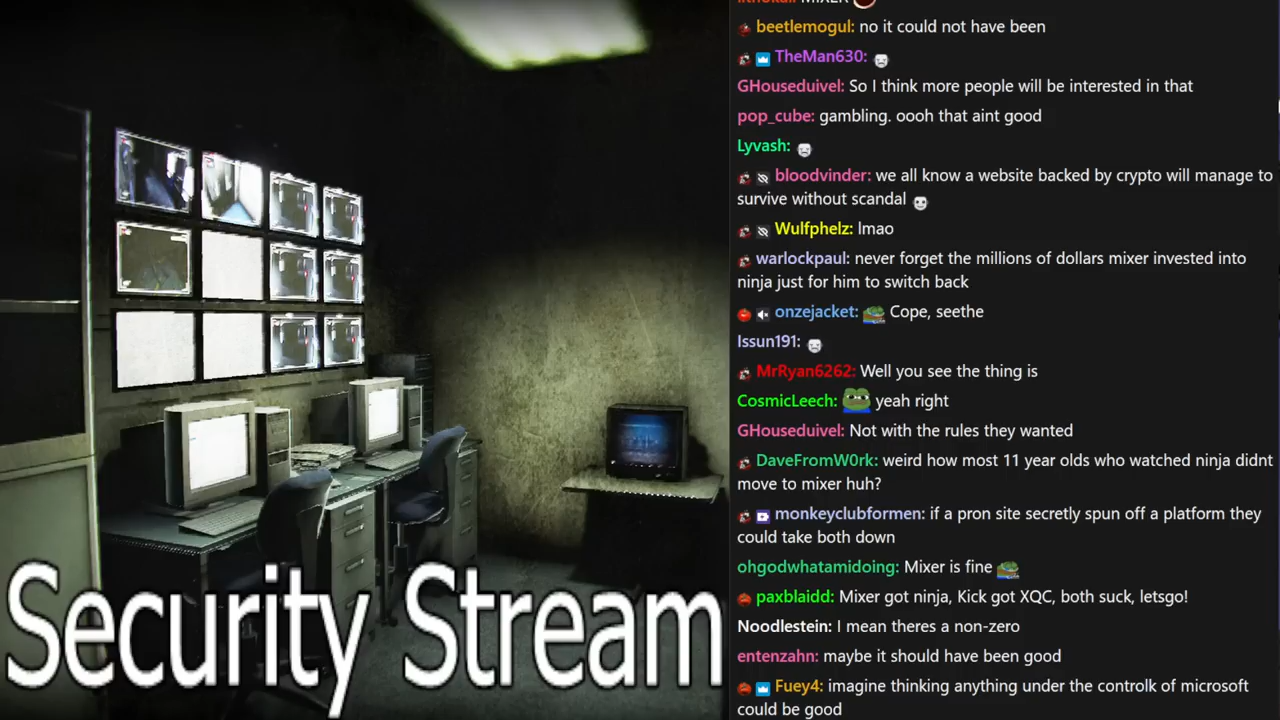 beetlemogul: no it could not have been
TheMan630:
GHouseduivel: So I think more people will be interested in that
pop_cube: gambling. oooh that aint good
Lyvash:
bloodvinder: we all know a website backed by crypto will manage to
survive without scandal
Wulfphelz: lmao
warlockpaul: never forget the millions of dollars mixer invested into
ninja just for him to switch back
onzejacket: Cope, seethe
Issun191:
MrRyan6262: Well you see the thing is
CosmicLeech: yeah right
GHouseduivel: Not with the rules they wanted
DaveFromW0rk: weird how most 11 year olds who watched ninja didnt
move to mixer huh?
monkeyclubformen: if a pron site secretly spun off a platform they
could take both down
ohgodwhatamidoing: Mixer is fine
paxblaidd: Mixer got ninja, Kick got XQC, both suck, letsgo!
Noodlestein: I mean theres a non-zero
entenzahn: maybe it should have been good
Fuey4: imagine thinking anything under the controlk of microsoft
could be good
Security Stream